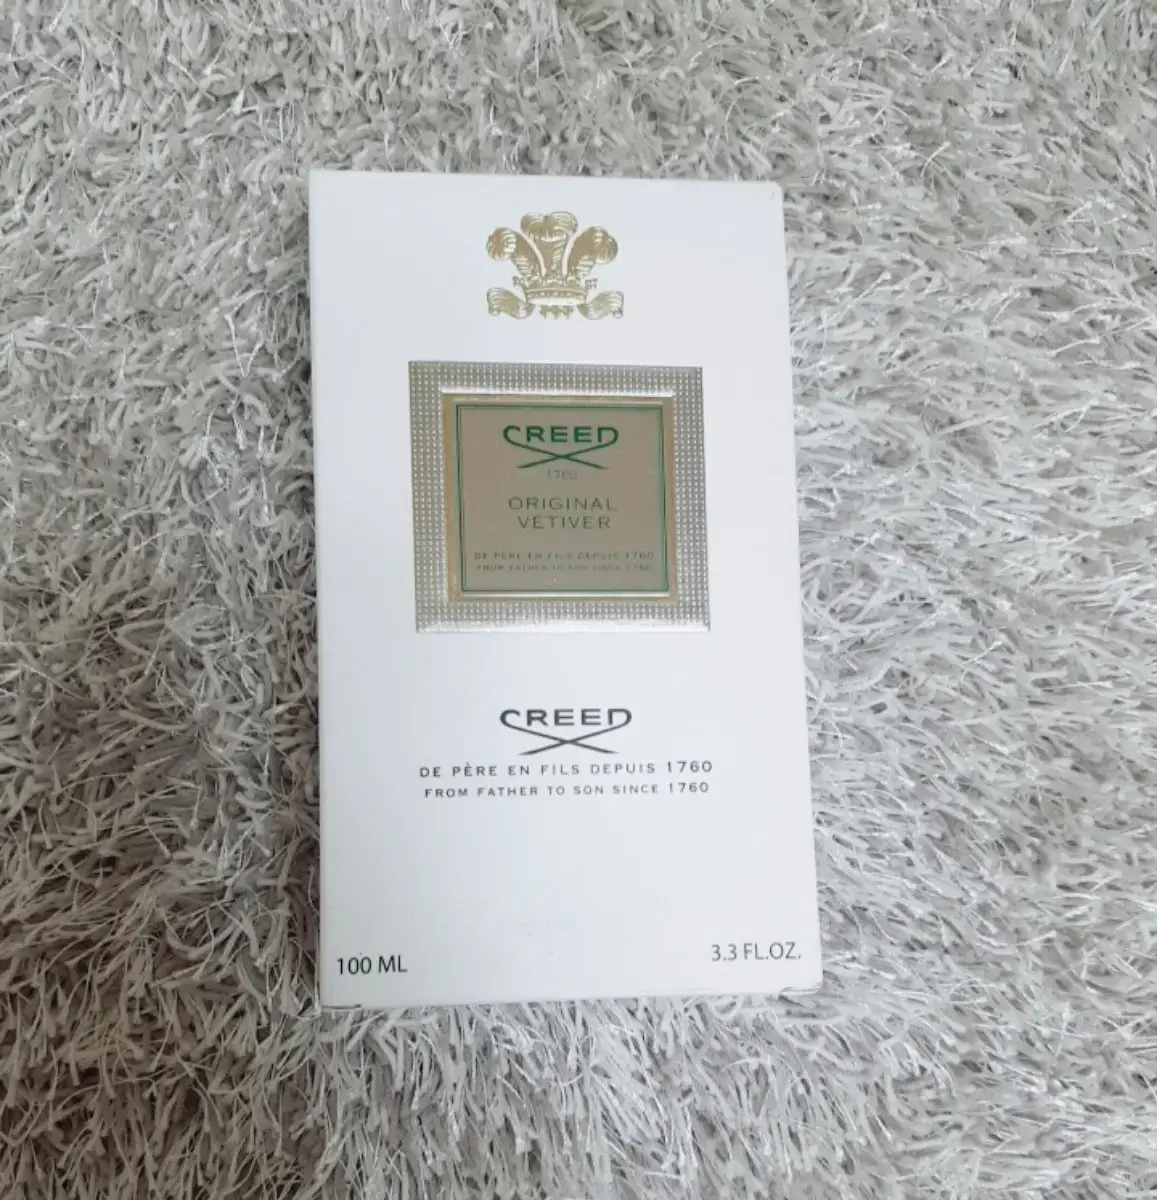 CREED
1760
ORIGINAL
VETIVER
DE PÈRE EN FILS DEPUIS 1760
FROM FATHER TO SON SINCE 1760
CREED
DE PÈRE EN FILS DEPUIS 1760
FROM FATHER TO SON SINCE 1760
100 ML
3.3 FL.OZ.